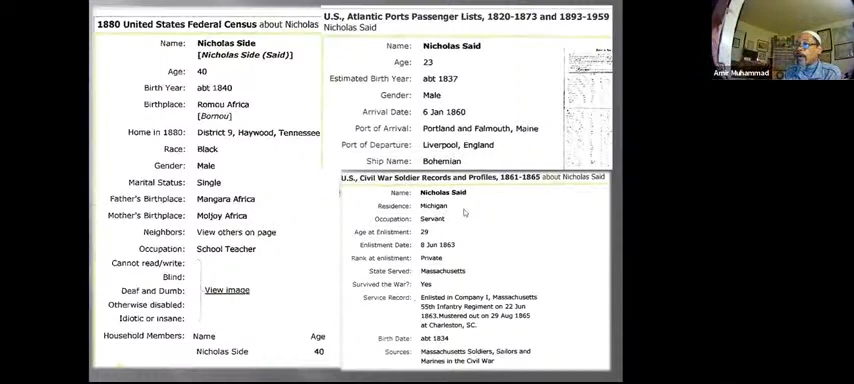 1880 United States Federal Census about Nicholas
Name: Nicholas Side
[Nicholas Side (Said)]
Age: 40
Birth Year: abt 1840
Birthplace: Romou Africa
[Bornou]
Home in 1880: District 9, Haywood, Tennessee
Race: Black
Gender: Male
Marital Status: Single
Father's Birthplace: Mangara Africa
Mother's Birthplace: Moljoy Africa
Neighbors: View others on page
Occupation: School Teacher
Cannot read/write:
Blind:
Deaf and Dumb: View image
Otherwise disabled:
Idiotic or insane:
Household Members: Name Age
Nicholas Side 40
U.S., Atlantic Ports Passenger Lists, 1820-1873 and 1893-1959
Nicholas Said
Name: Nicholas Said
Age: 23
Estimated Birth Year: abt 1837
Gender: Male
Arrival Date: 6 Jan 1860
Port of Arrival: Portland and Falmouth, Maine
Port of Departure: Liverpool, England
Ship Name: Bohemian
U.S., Civil War Soldier Records and Profiles, 1861-1865 about Nicholas Said
Name: Nicholas Said
Residence: Michigan
Occupation: Servant
Age at Enlistment: 29
Enlistment Date: 8 Jun 1863
Rank at enlistment: Private
State Served: Massachusetts
Survived the War?: Yes
Service Record: Enlisted in Company I, Massachusetts
55th Infantry Regiment on 22 Jun
1863.Mustered out on 29 Aug 1865
at Charleston, SC.
Birth Date: abt 1834
Sources: Massachusetts Soldiers, Sailors and
Marines in the Civil War
Amir Muhammad